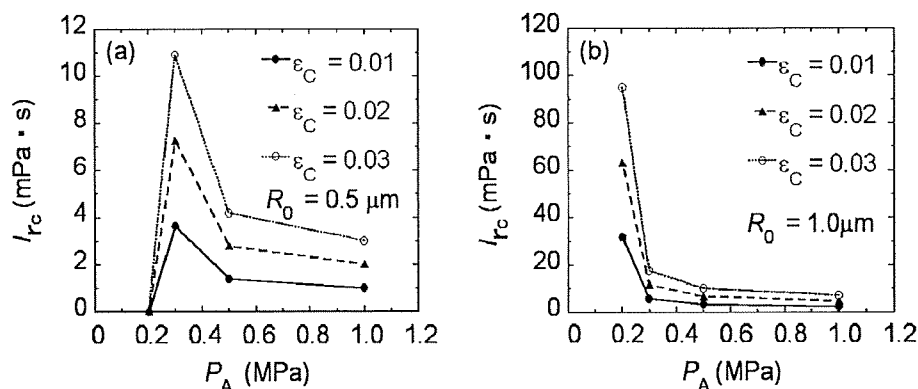 (a)
12
10
8
6
4
2
0
I_rc (mPa・s)
ε_C = 0.01
ε_C = 0.02
ε_C = 0.03
R_0 = 0.5 μm
0 0.2 0.4 0.6 0.8 1.0 1.2
P_A (MPa)
(b)
120
100
80
60
40
20
0
I_rc (mPa・s)
ε_C = 0.01
ε_C = 0.02
ε_C = 0.03
R_0 = 1.0μm
0 0.2 0.4 0.6 0.8 1.0 1.2
P_A (MPa)